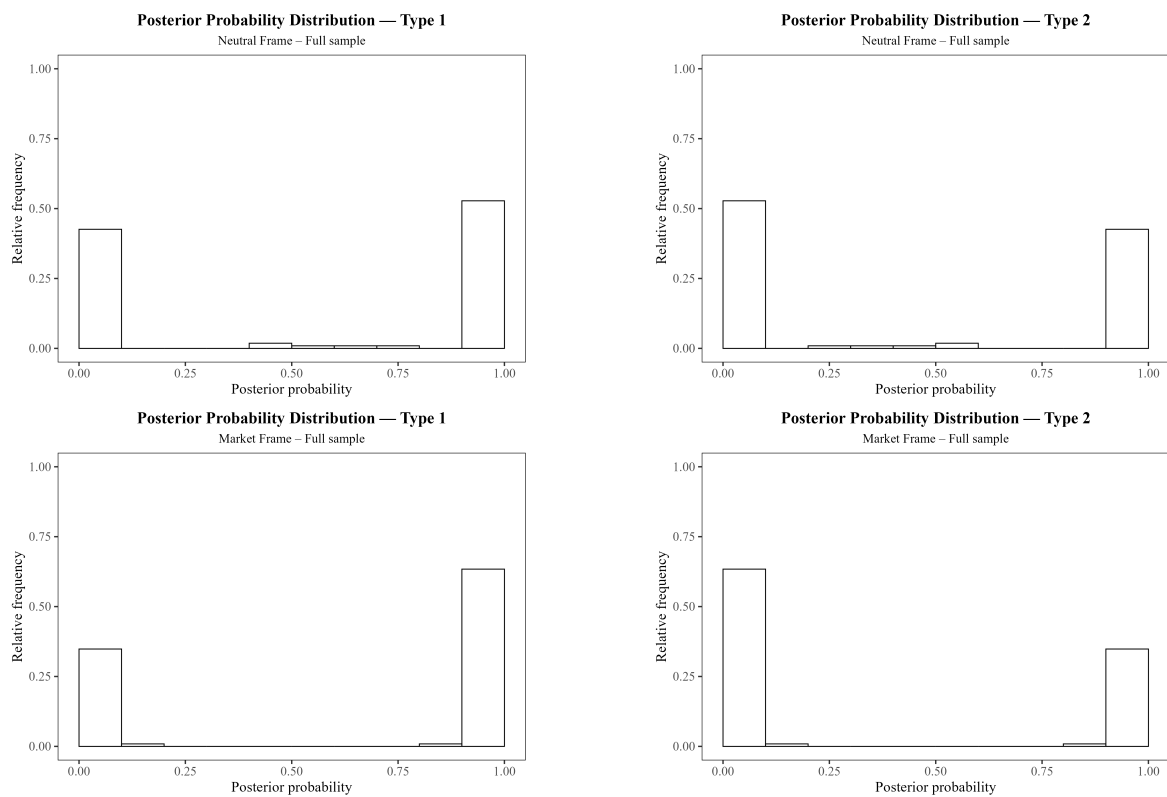 Posterior Probability Distribution — Type 1
Neutral Frame – Full sample
1.00
0.75
0.50
0.25
0.00
Relative frequency
0.00 0.25 0.50 0.75 1.00
Posterior probability
Posterior Probability Distribution — Type 2
Neutral Frame – Full sample
1.00
0.75
0.50
0.25
0.00
Relative frequency
0.00 0.25 0.50 0.75 1.00
Posterior probability
Posterior Probability Distribution — Type 1
Market Frame – Full sample
1.00
0.75
0.50
0.25
0.00
Relative frequency
0.00 0.25 0.50 0.75 1.00
Posterior probability
Posterior Probability Distribution — Type 2
Market Frame – Full sample
1.00
0.75
0.50
0.25
0.00
Relative frequency
0.00 0.25 0.50 0.75 1.00
Posterior probability